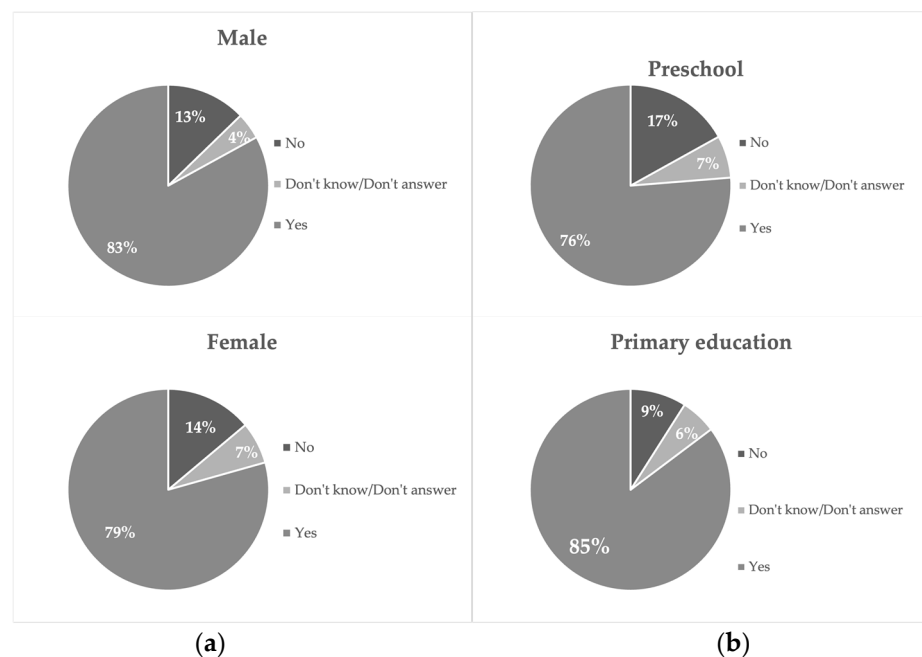 Male
13%
4%
83%
No
Don't know/Don't answer
Yes
Preschool
17%
7%
76%
No
Don't know/Don't answer
Yes
Female
14%
7%
79%
No
Don't know/Don't answer
Yes
Primary education
9%
6%
85%
No
Don't know/Don't answer
Yes
(a)
(b)